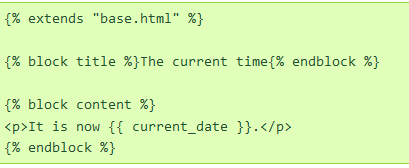 {% extends "base.html" %}
{% block title %}The current time{% endblock %}
{% block content %}
<p>It is now {{ current_date }}.</p>
{% endblock %}